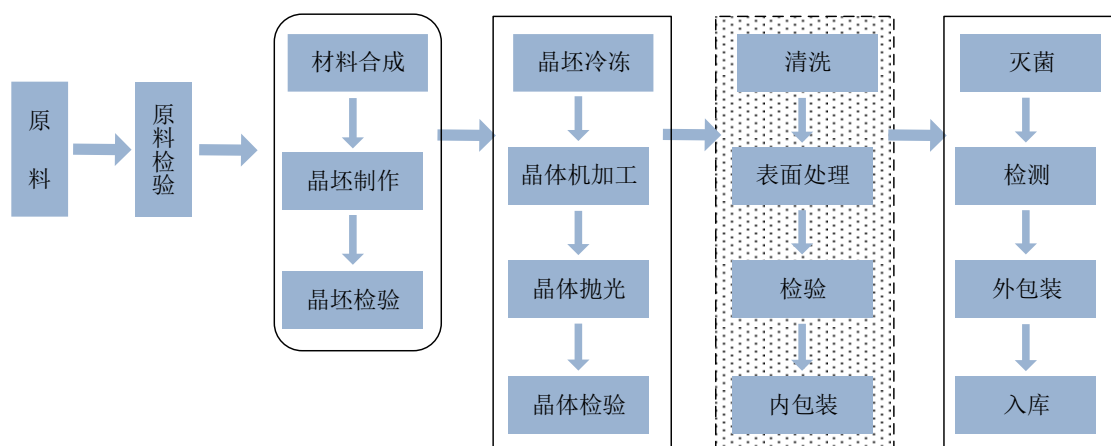 原料
原料检验
材料合成
晶坯制作
晶坯检验
晶坯冷冻
晶体机加工
晶体抛光
晶体检验
清洗
表面处理
检验
内包装
灭菌
检测
外包装
入库